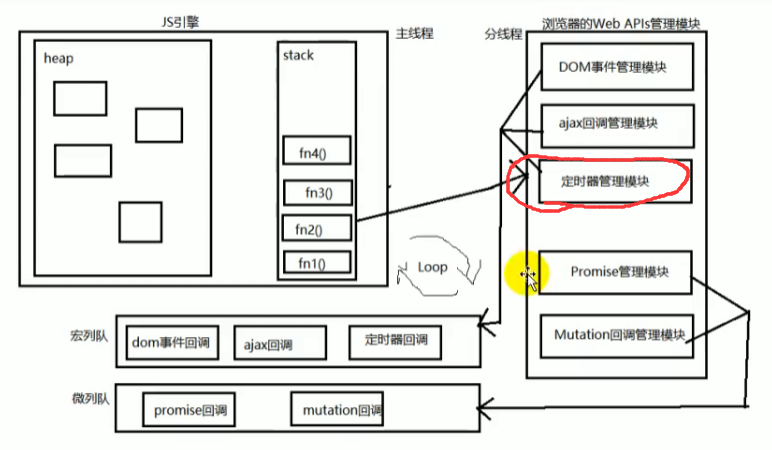 JS引擎
主线程
分线程
浏览器的Web APIs管理模块
heap
stack
DOM事件管理模块
ajax回调管理模块
定时器管理模块
fn4()
fn3()
fn2()
fn1()
Loop
Promise管理模块
Mutation回调管理模块
宏列队
dom事件回调
ajax回调
定时器回调
微列队
promise回调
mutation回调